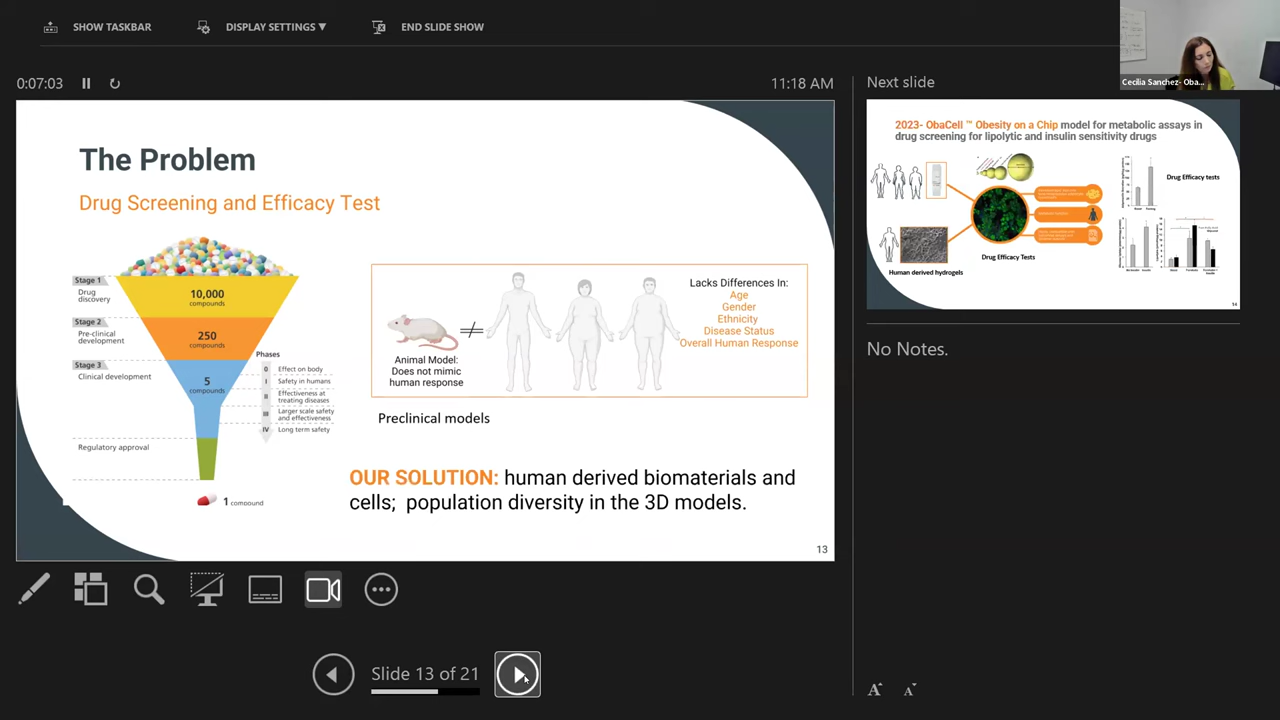 SHOW TASKBAR
DISPLAY SETTINGS ▼
END SLIDE SHOW
0:07:03
11:18 AM
Next slide
Cecilia Sanchez- Oba...
The Problem
Drug Screening and Efficacy Test
Stage 1
Drug
discovery
10,000
compounds
Stage 2
Pre-clinical
development
250
compounds
Stage 3
Clinical development
5
compounds
Phases
0 Effect on body
I Safety in humans
II Effectiveness at
treating diseases
III Larger scale safety
and effectiveness
IV Long term safety
Regulatory approval
1 compound
Animal Model:
Does not mimic
human response
≠
Lacks Differences In:
Age
Gender
Ethnicity
Disease Status
Overall Human Response
Preclinical models
OUR SOLUTION: human derived biomaterials and
cells; population diversity in the 3D models.
13
2023- ObaCell ™ Obesity on a Chip model for metabolic assays in
drug screening for lipolytic and insulin sensitivity drugs
Drug Efficacy tests
Human derived hydrogels
Drug Efficacy Tests
14
No Notes.
Slide 13 of 21
A
A